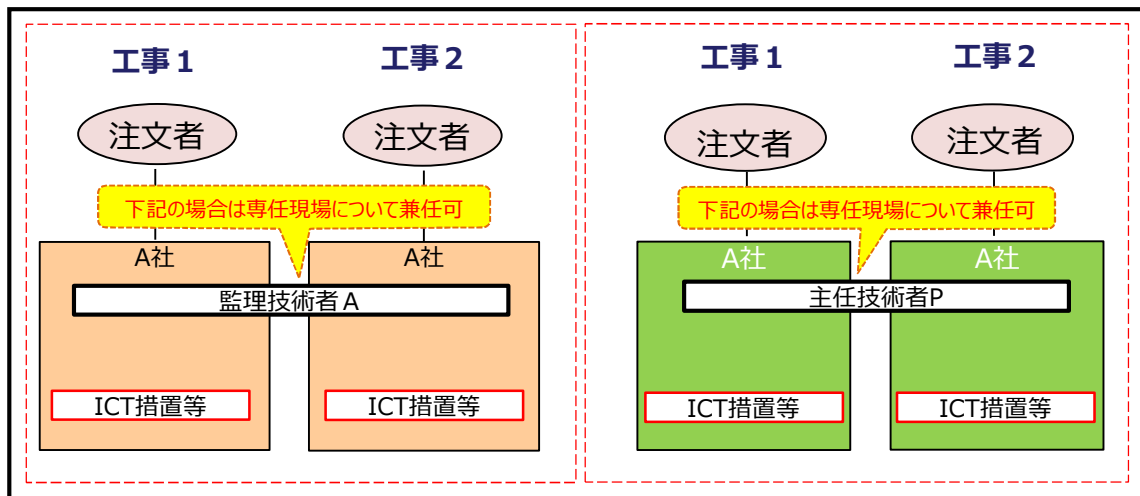 工事１
工事２
注文者
注文者
下記の場合は専任現場について兼任可
A社
A社
監理技術者Ａ
ICT措置等
ICT措置等
工事１
工事２
注文者
注文者
下記の場合は専任現場について兼任可
A社
A社
主任技術者P
ICT措置等
ICT措置等